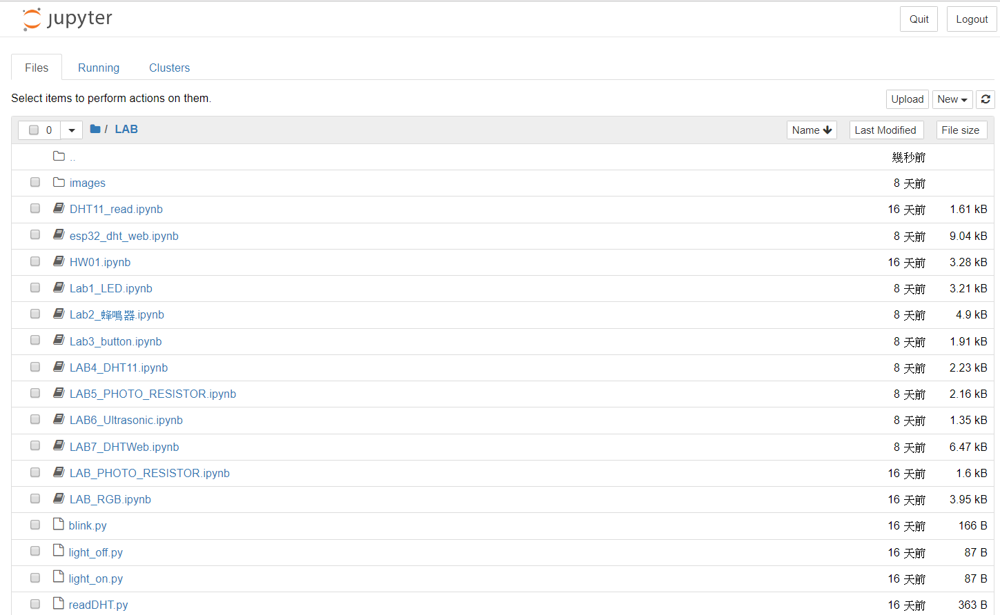 jupyter Quit Logout
Files Running Clusters
Select items to perform actions on them. Upload New
0 / LAB Name Last Modified File size
.. 幾秒前
images 8 天前
DHT11_read.ipynb 16 天前 1.61 kB
esp32_dht_web.ipynb 8 天前 9.04 kB
HW01.ipynb 16 天前 3.28 kB
Lab1_LED.ipynb 8 天前 3.21 kB
Lab2_蜂鳴器.ipynb 8 天前 4.9 kB
Lab3_button.ipynb 8 天前 1.91 kB
LAB4_DHT11.ipynb 8 天前 2.23 kB
LAB5_PHOTO_RESISTOR.ipynb 8 天前 2.16 kB
LAB6_Ultrasonic.ipynb 8 天前 1.35 kB
LAB7_DHTWeb.ipynb 8 天前 6.47 kB
LAB_PHOTO_RESISTOR.ipynb 16 天前 1.6 kB
LAB_RGB.ipynb 16 天前 3.95 kB
blink.py 16 天前 166 B
light_off.py 16 天前 87 B
light_on.py 16 天前 87 B
readDHT.py 16 天前 363 B